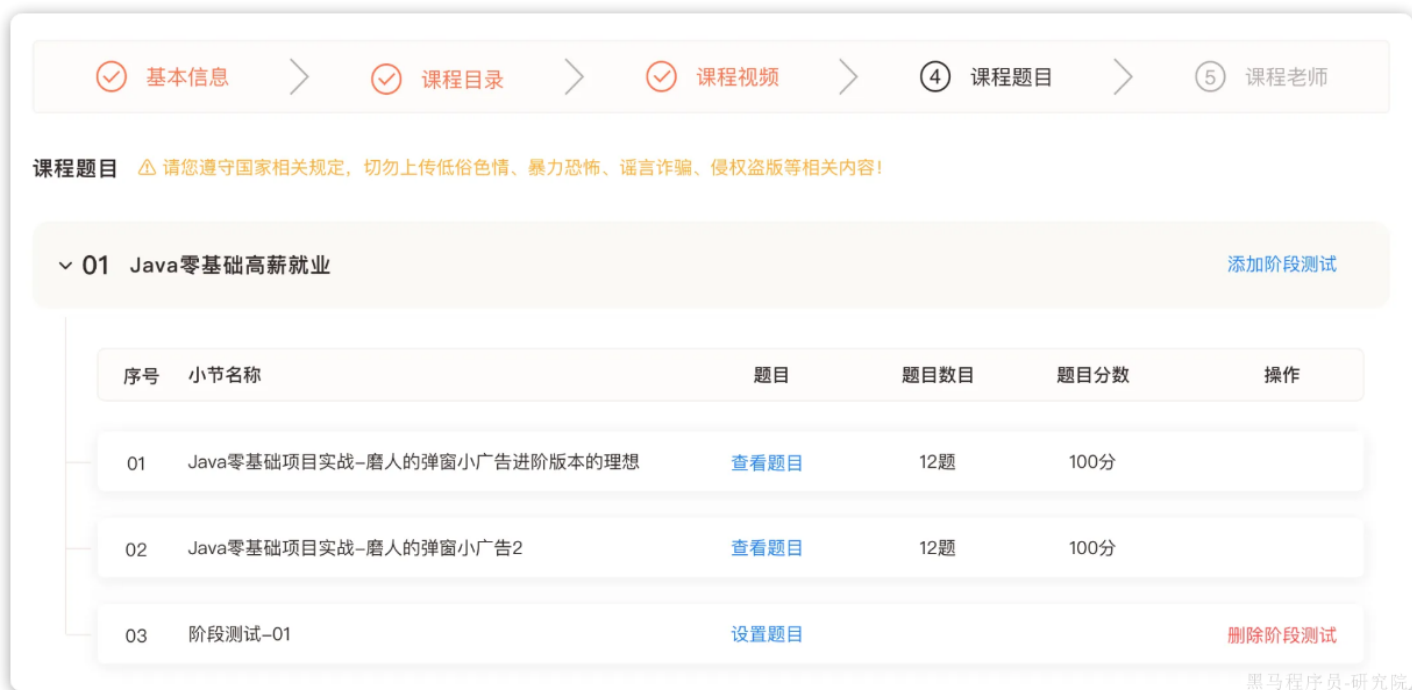 基本信息 课程目录 课程视频 4 课程题目 5 课程老师
课程题目 请您遵守国家相关规定，切勿上传低俗色情、暴力恐怖、谣言诈骗、侵权盗版等相关内容！
01 Java零基础高薪就业 添加阶段测试
序号 小节名称 题目 题目数目 题目分数 操作
01 Java零基础项目实战-磨人的弹窗小广告进阶版本的理想 查看题目 12题 100分
02 Java零基础项目实战-磨人的弹窗小广告2 查看题目 12题 100分
03 阶段测试-01 设置题目 删除阶段测试
黑马程序员-研究院